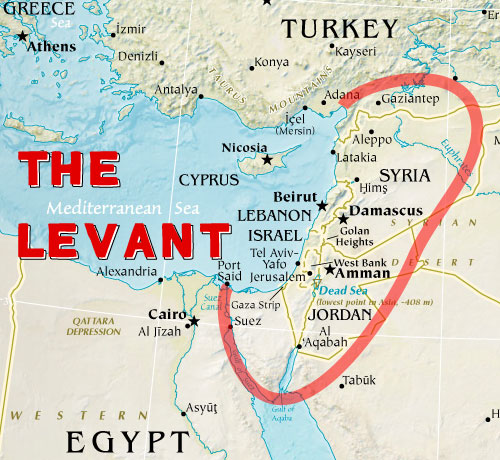 GREECE
Sea
Athens
İzmir
Denizli
Antalya
TURKEY
Kayseri
Konya
TAURUS
MOUNTAINS
Adana
Gaziantep
İçel
(Mersin)
Aleppo
Nicosia
CYPRUS
Latakia
Euphrates
SYRIA
Ḩimş
THE
LEVANT
Mediterranean Sea
Beirut
LEBANON
Damascus
SYRIAN
DESERT
ISRAEL
Golan
Heights
Tel Aviv-
Yafo
West Bank
Jerusalem
Amman
Alexandria
Port
Said
Suez
Canal
Gaza Strip
Dead Sea
(lowest point in Asia, -408 m)
Cairo
Al Jīzah
Suez
JORDAN
Al
'Aqabah
QATTARA
DEPRESSION
Tabūk
WESTERN
Asyūţ
Gulf of
Aqaba
EGYPT